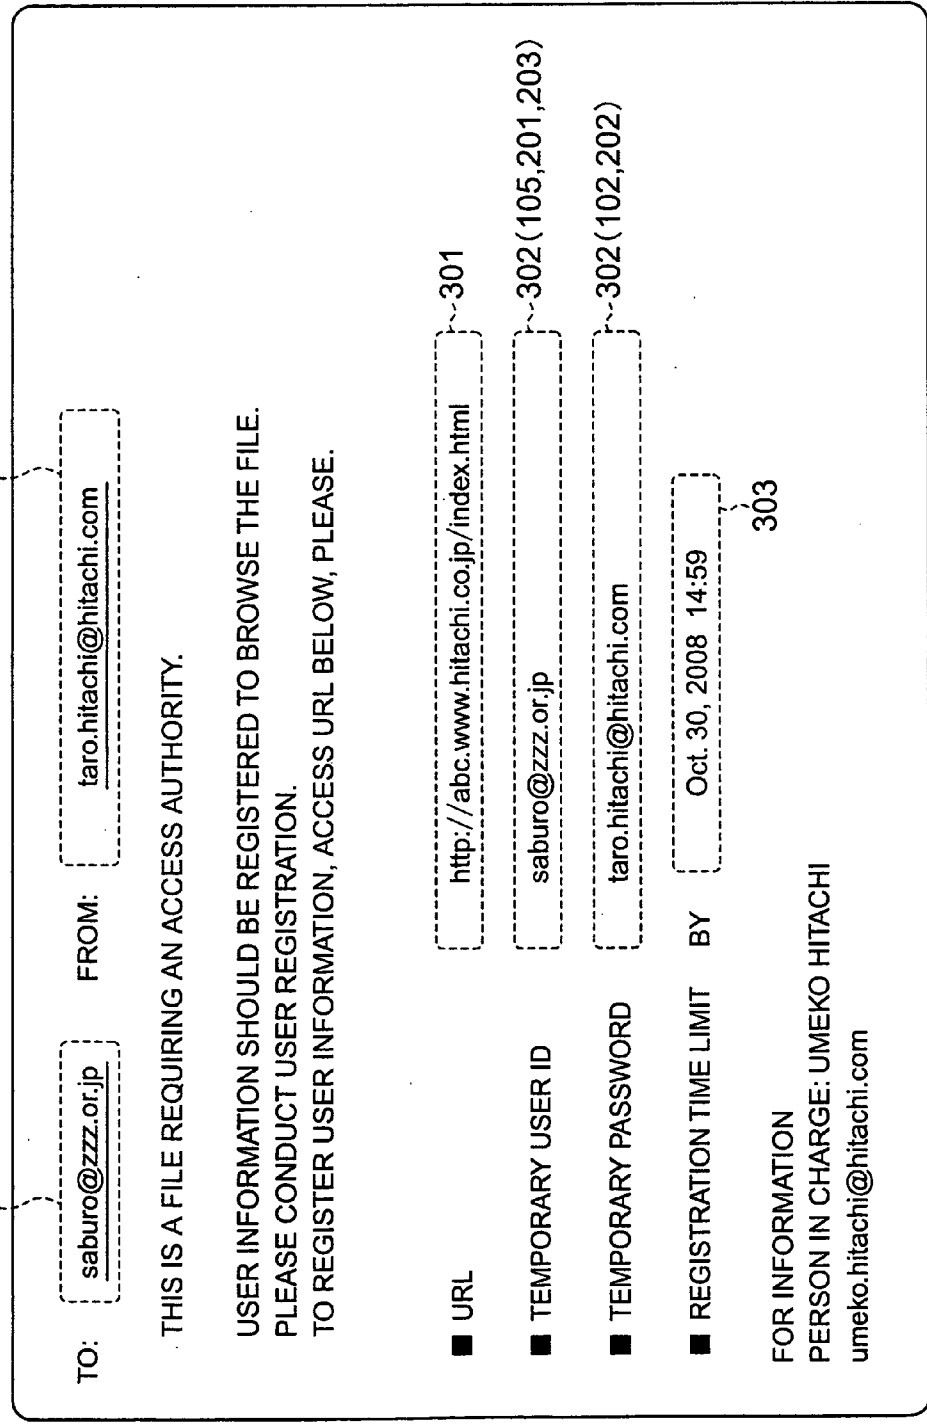 TO: saburo@zzz.or.jp FROM: taro.hitachi@hitachi.com
THIS IS A FILE REQUIRING AN ACCESS AUTHORITY.
USER INFORMATION SHOULD BE REGISTERED TO BROWSE THE FILE.
PLEASE CONDUCT USER REGISTRATION.
TO REGISTER USER INFORMATION, ACCESS URL BELOW, PLEASE.
■ URL http://abc.www.hitachi.co.jp/index.html 301
■ TEMPORARY USER ID saburo@zzz.or.jp 302(105,201,203)
■ TEMPORARY PASSWORD taro.hitachi@hitachi.com 302(102,202)
■ REGISTRATION TIME LIMIT BY Oct. 30, 2008 14:59
303
FOR INFORMATION
PERSON IN CHARGE: UMEKO HITACHI
umeko.hitachi@hitachi.com